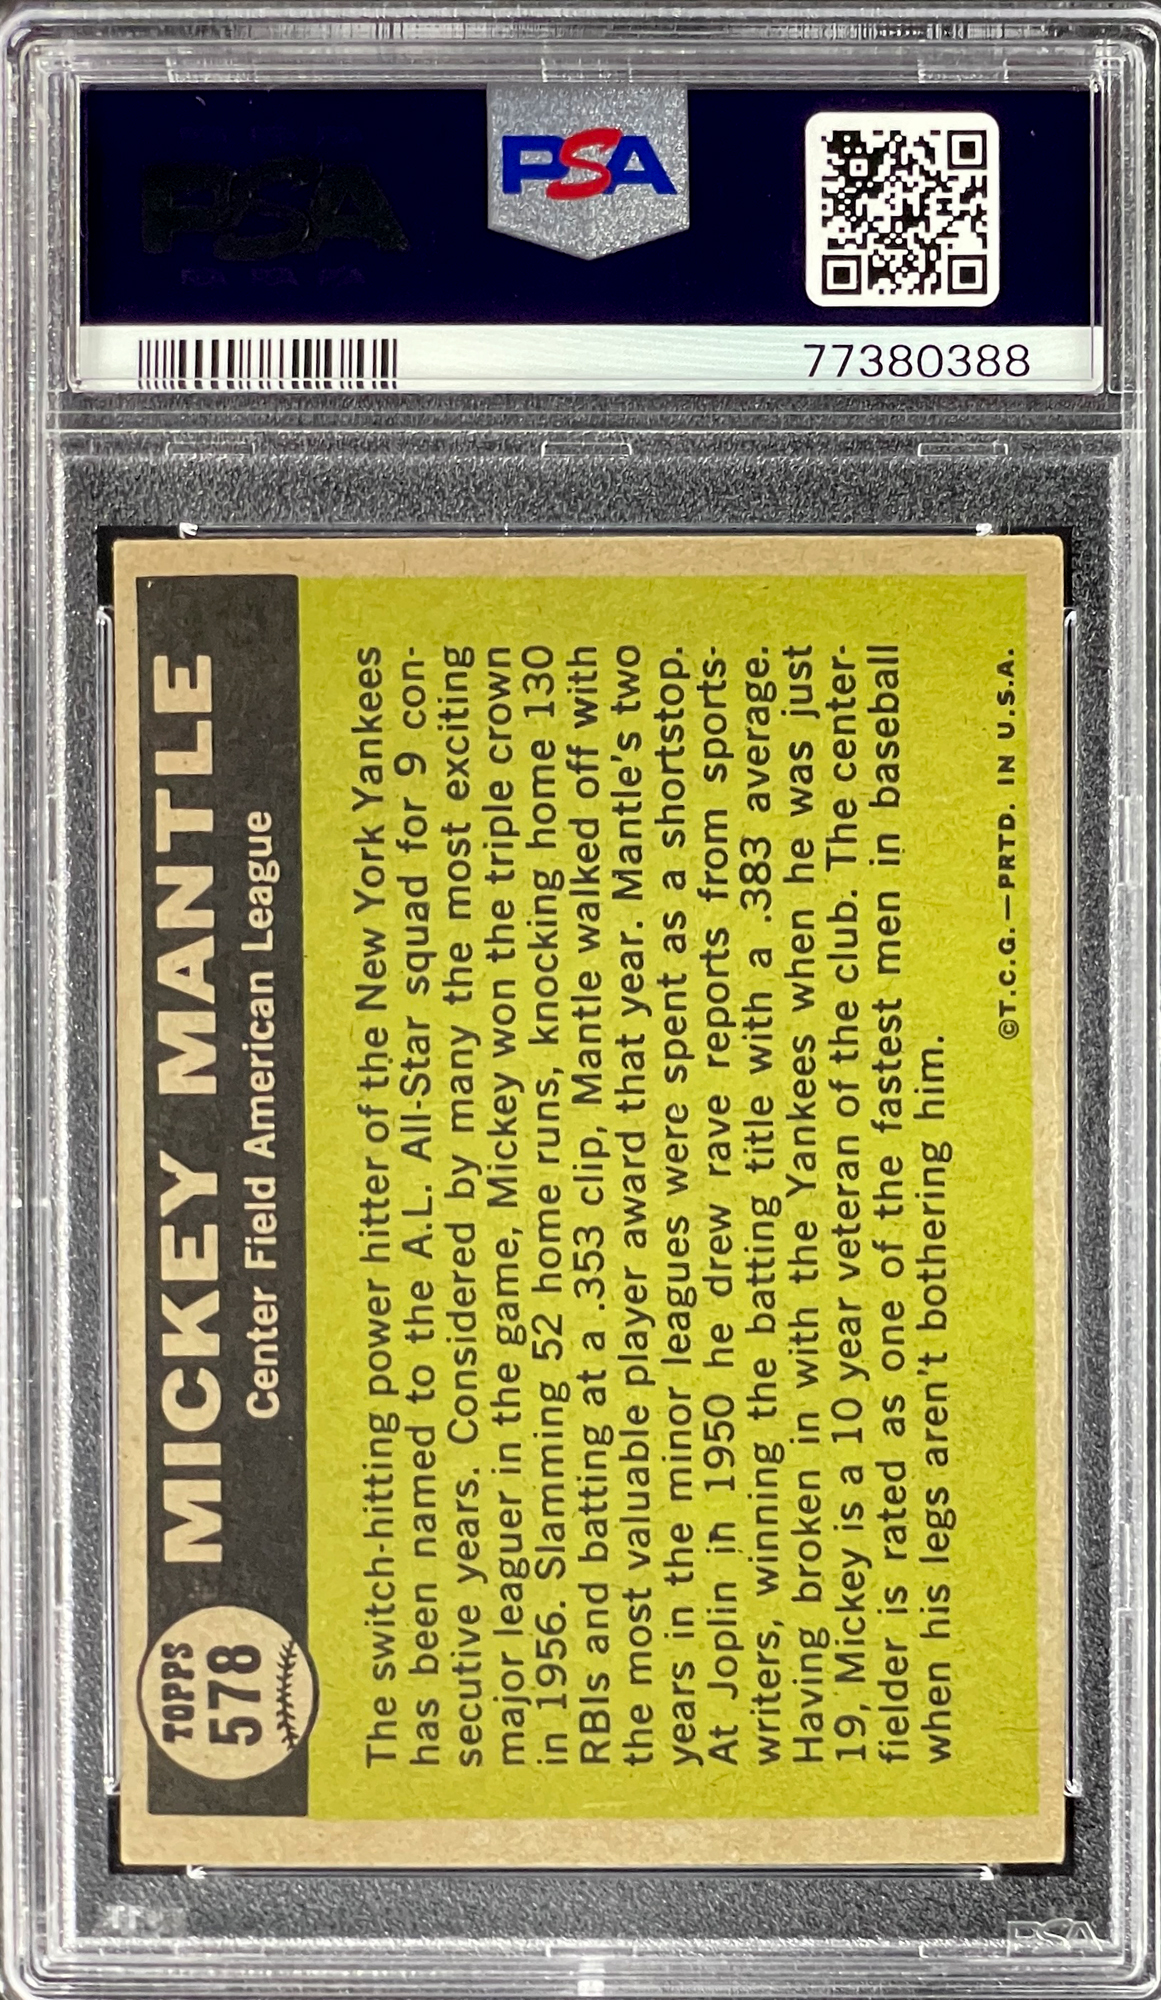 PSA
PSA
77380388
TOPPS
578
MICKEY MANTLE
Center Field American League
The switch-hitting power hitter of the New York Yankees
has been named to the A.L. All-Star squad for 9 con-
secutive years. Considered by many the most exciting
major leaguer in the game, Mickey won the triple crown
in 1956. Slamming 52 home runs, knocking home 130
RBIs and batting at a .353 clip, Mantle walked off with
the most valuable player award that year. Mantle's two
years in the minor leagues were spent as a shortstop.
At Joplin in 1950 he drew rave reports from sports-
writers, winning the batting title with a .383 average.
Having broken in with the Yankees when he was just
19, Mickey is a 10 year veteran of the club. The center-
fielder is rated as one of the fastest men in baseball
when his legs aren't bothering him.
©T.C.G.—PRTD. IN U.S.A.
PSA